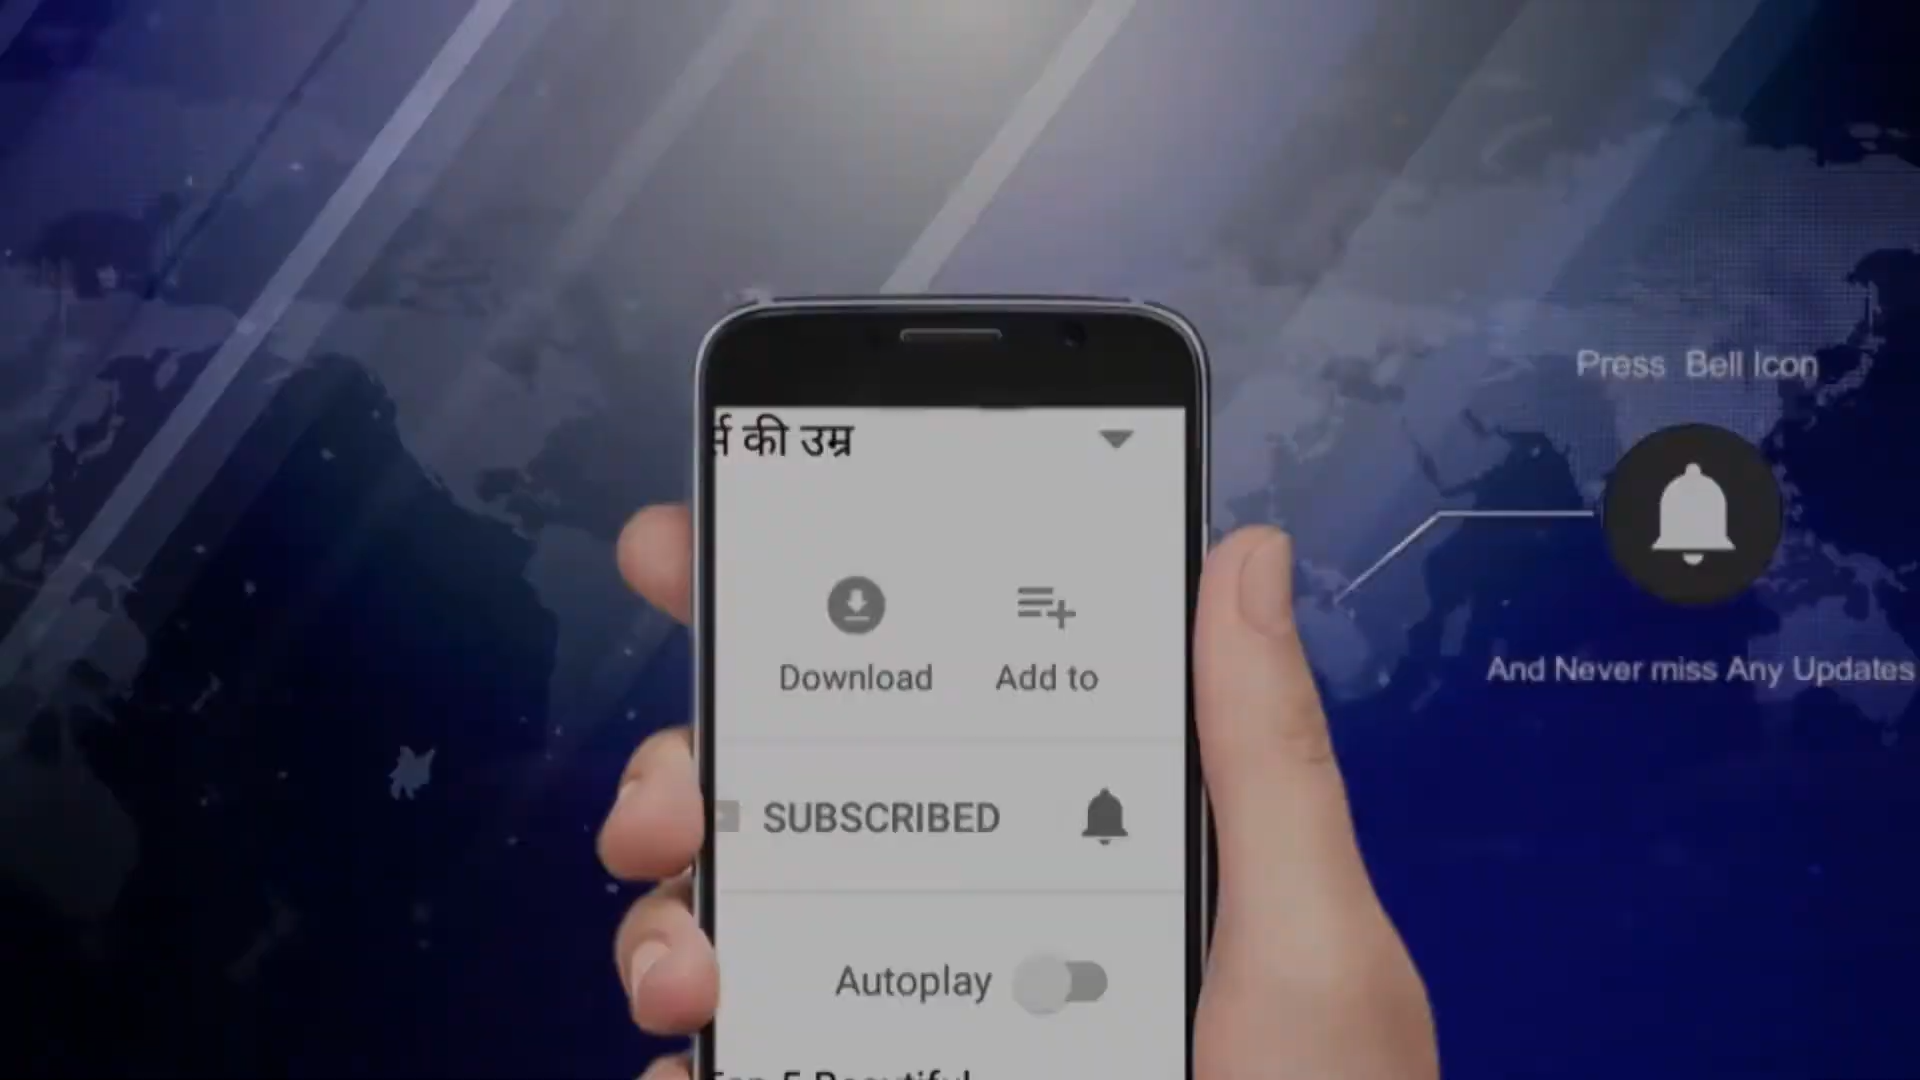 की उम्र
Press Bell Icon
Download
Add to
And Never miss Any Updates
SUBSCRIBED
Autoplay